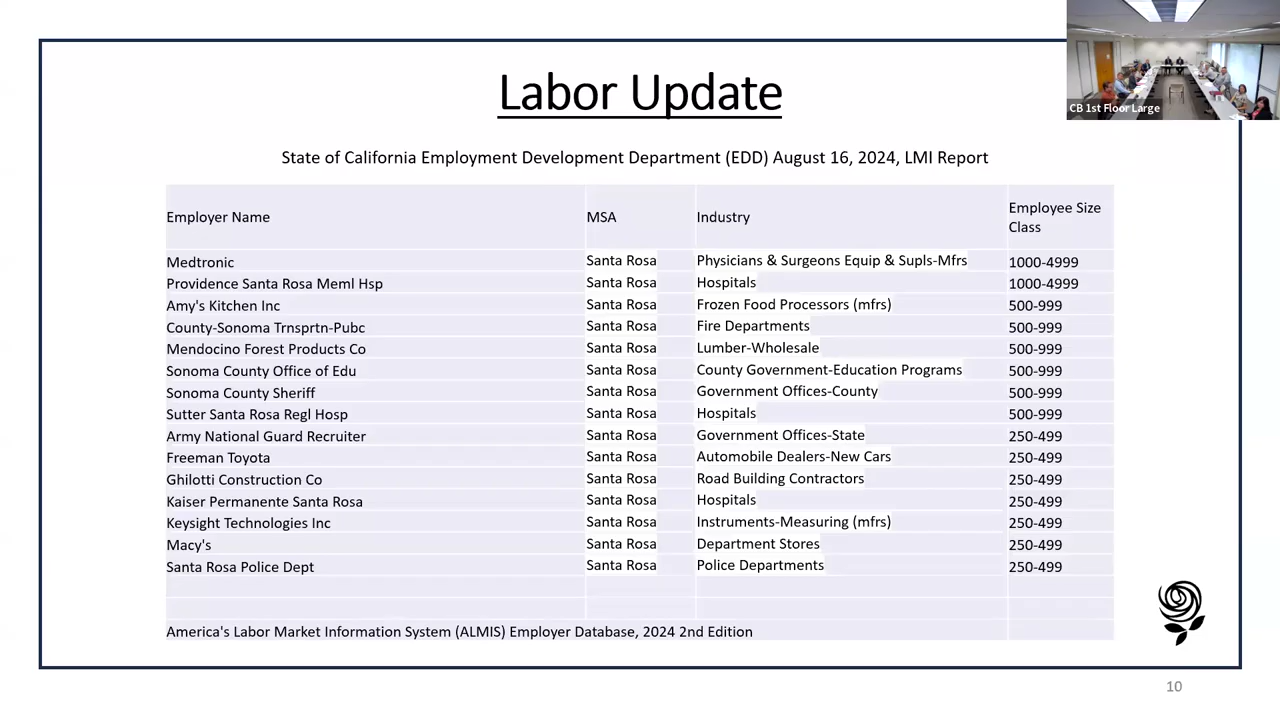 CB 1st Floor Large
Labor Update
State of California Employment Development Department (EDD) August 16, 2024, LMI Report
Employer Name MSA Industry Employee Size Class
Medtronic Santa Rosa Physicians & Surgeons Equip & Supls-Mfrs 1000-4999
Providence Santa Rosa Meml Hsp Santa Rosa Hospitals 1000-4999
Amy's Kitchen Inc Santa Rosa Frozen Food Processors (mfrs) 500-999
County-Sonoma Trnsprtn-Pubc Santa Rosa Fire Departments 500-999
Mendocino Forest Products Co Santa Rosa Lumber-Wholesale 500-999
Sonoma County Office of Edu Santa Rosa County Government-Education Programs 500-999
Sonoma County Sheriff Santa Rosa Government Offices-County 500-999
Sutter Santa Rosa Regl Hosp Santa Rosa Hospitals 500-999
Army National Guard Recruiter Santa Rosa Government Offices-State 250-499
Freeman Toyota Santa Rosa Automobile Dealers-New Cars 250-499
Ghilotti Construction Co Santa Rosa Road Building Contractors 250-499
Kaiser Permanente Santa Rosa Santa Rosa Hospitals 250-499
Keysight Technologies Inc Santa Rosa Instruments-Measuring (mfrs) 250-499
Macy's Santa Rosa Department Stores 250-499
Santa Rosa Police Dept Santa Rosa Police Departments 250-499
America's Labor Market Information System (ALMIS) Employer Database, 2024 2nd Edition
10